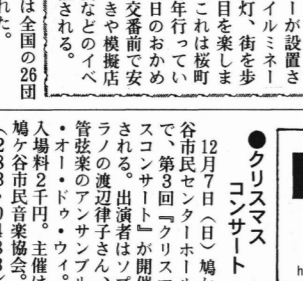 ーが設置さ
イルミネー
灯、街を歩
目を楽しま
これは桜町
年行ってい
日のおかめ
交番前で安
きや模擬店
などのイベ
される。
は全国の26団
れた。
●クリスマス
コンサート
12月7日（日）鳩ケ
谷市民センターホール
で、第3回『クリスマ
スコンサート』が開催
される。出演者はソプ
ラノの渡辺律子さん、
管弦楽のアンサンブル
・オー・ドゥ・ヴィ。
入場料2千円。主催は
鳩ケ谷市民音楽協会。
h